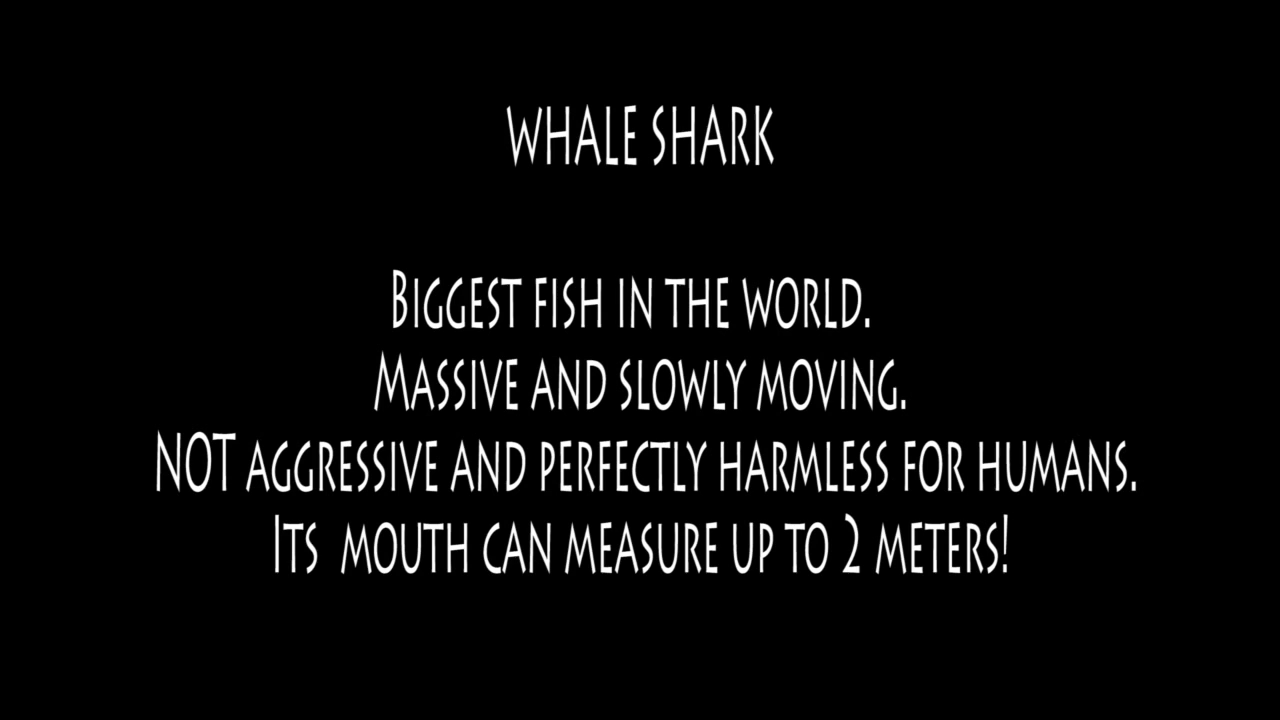 WHALE SHARK
BIGGEST FISH IN THE WORLD.
MASSIVE AND SLOWLY MOVING.
NOT AGGRESSIVE AND PERFECTLY HARMLESS FOR HUMANS.
ITS  MOUTH CAN MEASURE UP TO 2 METERS!